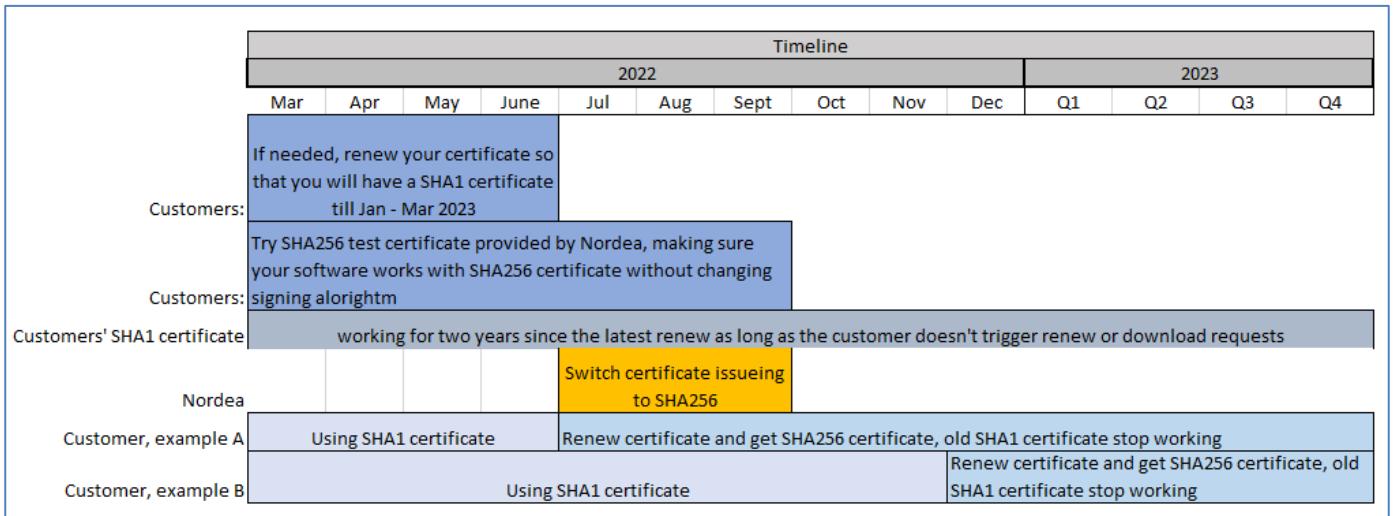 Timeline
2022 2023
Mar Apr May June Jul Aug Sept Oct Nov Dec Q1 Q2 Q3 Q4
If needed, renew your certificate so
that you will have a SHA1 certificate
Customers: till Jan - Mar 2023
Try SHA256 test certificate provided by Nordea, making sure
your software works with SHA256 certificate without changing
Customers: signing alorightm
Customers' SHA1 certificate working for two years since the latest renew as long as the customer doesn't trigger renew or download requests
Switch certificate issueing
Nordea to SHA256
Customer, example A Using SHA1 certificate Renew certificate and get SHA256 certificate, old SHA1 certificate stop working
Renew certificate and get SHA256 certificate, old
Customer, example B Using SHA1 certificate SHA1 certificate stop working